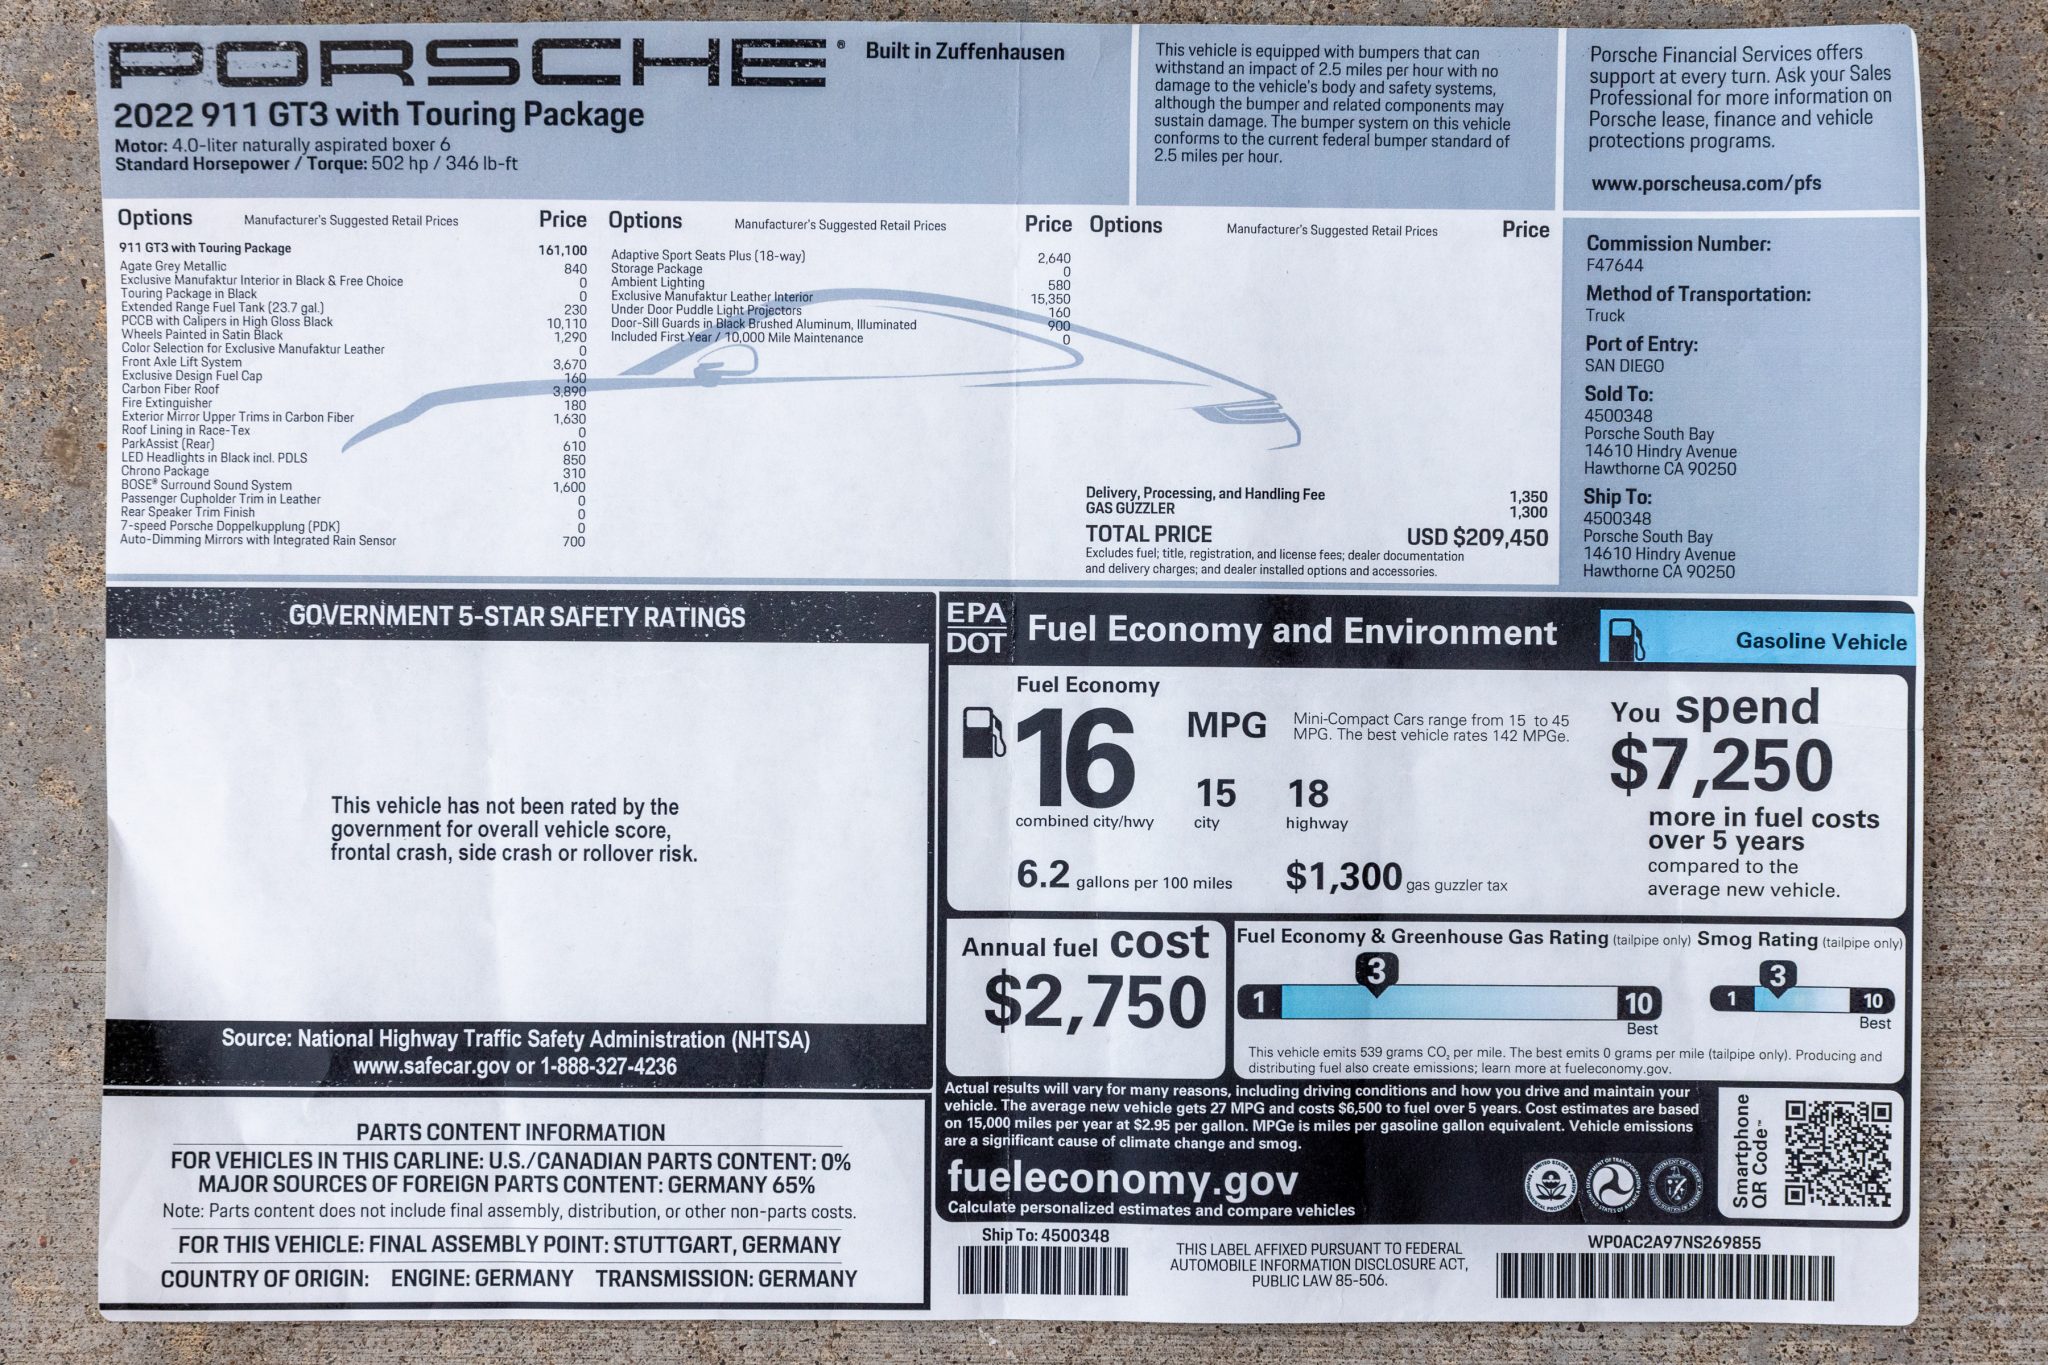 PORSCHE®
Built in Zuffenhausen
2022 911 GT3 with Touring Package
Motor: 4.0-liter naturally aspirated boxer 6
Standard Horsepower / Torque: 502 hp / 346 lb-ft
This vehicle is equipped with bumpers that can
withstand an impact of 2.5 miles per hour with no
damage to the vehicle's body and safety systems,
although the bumper and related components may
sustain damage. The bumper system on this vehicle
conforms to the current federal bumper standard of
2.5 miles per hour.
Porsche Financial Services offers
support at every turn. Ask your Sales
Professional for more information on
Porsche lease, finance and vehicle
protections programs.
www.porscheusa.com/pfs
Options Manufacturer's Suggested Retail Prices Price
911 GT3 with Touring Package 161,100
Agate Grey Metallic 840
Exclusive Manufaktur Interior in Black & Free Choice 0
Touring Package in Black 0
Extended Range Fuel Tank (23.7 gal.) 230
PCCB with Calipers in High Gloss Black 10,110
Wheels Painted in Satin Black 1,290
Color Selection for Exclusive Manufaktur Leather 0
Front Axle Lift System 3,670
Exclusive Design Fuel Cap 160
Carbon Fiber Roof 3,890
Fire Extinguisher 180
Exterior Mirror Upper Trims in Carbon Fiber 1,630
Roof Lining in Race-Tex 0
ParkAssist (Rear) 610
LED Headlights in Black incl. PDLS 850
Chrono Package 310
BOSE® Surround Sound System 1,600
Passenger Cupholder Trim in Leather 0
Rear Speaker Trim Finish 0
7-speed Porsche Doppelkupplung (PDK) 0
Auto-Dimming Mirrors with Integrated Rain Sensor 700
Options Manufacturer's Suggested Retail Prices Price
Adaptive Sport Seats Plus (18-way) 2,640
Storage Package 0
Ambient Lighting 580
Exclusive Manufaktur Leather Interior 15,350
Under Door Puddle Light Projectors 160
Door-Sill Guards in Black Brushed Aluminum, Illuminated 900
Included First Year / 10,000 Mile Maintenance 0
Options Manufacturer's Suggested Retail Prices Price
Delivery, Processing, and Handling Fee 1,350
GAS GUZZLER 1,300
TOTAL PRICE USD $209,450
Excludes fuel; title, registration, and license fees; dealer documentation
and delivery charges; and dealer installed options and accessories.
Commission Number:
F47644
Method of Transportation:
Truck
Port of Entry:
SAN DIEGO
Sold To:
4500348
Porsche South Bay
14610 Hindry Avenue
Hawthorne CA 90250
Ship To:
4500348
Porsche South Bay
14610 Hindry Avenue
Hawthorne CA 90250
GOVERNMENT 5-STAR SAFETY RATINGS
This vehicle has not been rated by the
government for overall vehicle score,
frontal crash, side crash or rollover risk.
Source: National Highway Traffic Safety Administration (NHTSA)
www.safecar.gov or 1-888-327-4236
PARTS CONTENT INFORMATION
FOR VEHICLES IN THIS CARLINE: U.S./CANADIAN PARTS CONTENT: 0%
MAJOR SOURCES OF FOREIGN PARTS CONTENT: GERMANY 65%
Note: Parts content does not include final assembly, distribution, or other non-parts costs.
FOR THIS VEHICLE: FINAL ASSEMBLY POINT: STUTTGART, GERMANY
COUNTRY OF ORIGIN: ENGINE: GERMANY TRANSMISSION: GERMANY
EPA
DOT
Fuel Economy and Environment
Gasoline Vehicle
Fuel Economy
16 MPG
combined city/hwy
15
city
18
highway
Mini-Compact Cars range from 15 to 45
MPG. The best vehicle rates 142 MPGe.
6.2 gallons per 100 miles
$1,300 gas guzzler tax
You spend
$7,250
more in fuel costs
over 5 years
compared to the
average new vehicle.
Annual fuel cost
$2,750
Fuel Economy & Greenhouse Gas Rating (tailpipe only)
3
1
10
Best
Smog Rating (tailpipe only)
3
1
10
Best
This vehicle emits 539 grams CO2 per mile. The best emits 0 grams per mile (tailpipe only). Producing and
distributing fuel also create emissions; learn more at fueleconomy.gov.
Actual results will vary for many reasons, including driving conditions and how you drive and maintain your
vehicle. The average new vehicle gets 27 MPG and costs $6,500 to fuel over 5 years. Cost estimates are based
on 15,000 miles per year at $2.95 per gallon. MPGe is miles per gasoline gallon equivalent. Vehicle emissions
are a significant cause of climate change and smog.
fueleconomy.gov
Calculate personalized estimates and compare vehicles
Smartphone
QR Code™
Ship To: 4500348
THIS LABEL AFFIXED PURSUANT TO FEDERAL
AUTOMOBILE INFORMATION DISCLOSURE ACT,
PUBLIC LAW 85-506.
WP0AC2A97NS269855